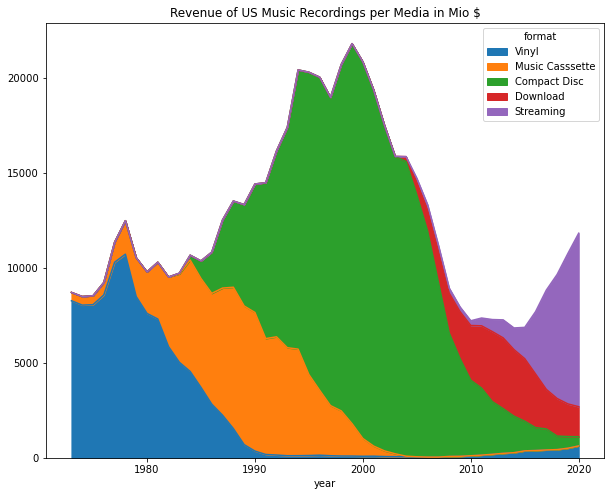 Revenue of US Music Recordings per Media in Mio $
format
Vinyl
Music Casssette
Compact Disc
Download
Streaming
20000
15000
10000
5000
0
1980 1990 2000 2010 2020
year